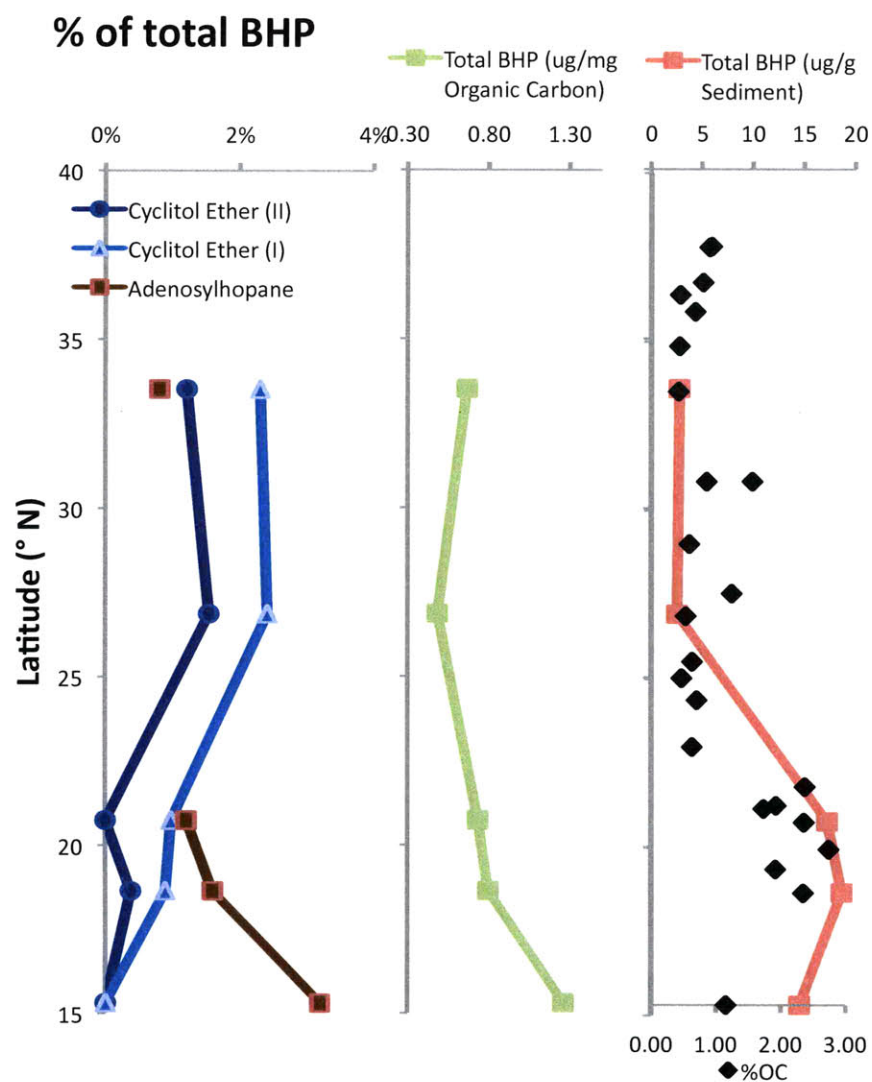 % of total BHP
Total BHP (ug/mg
Organic Carbon)
Total BHP (ug/g
Sediment)
0% 2% 4%
0.30 0.80 1.30
0 5 10 15 20
40
Cyclitol Ether (II)
Cyclitol Ether (I)
Adenosylhopane
35
30
25
20
15
Latitude (° N)
0.00 1.00 2.00 3.00
%OC